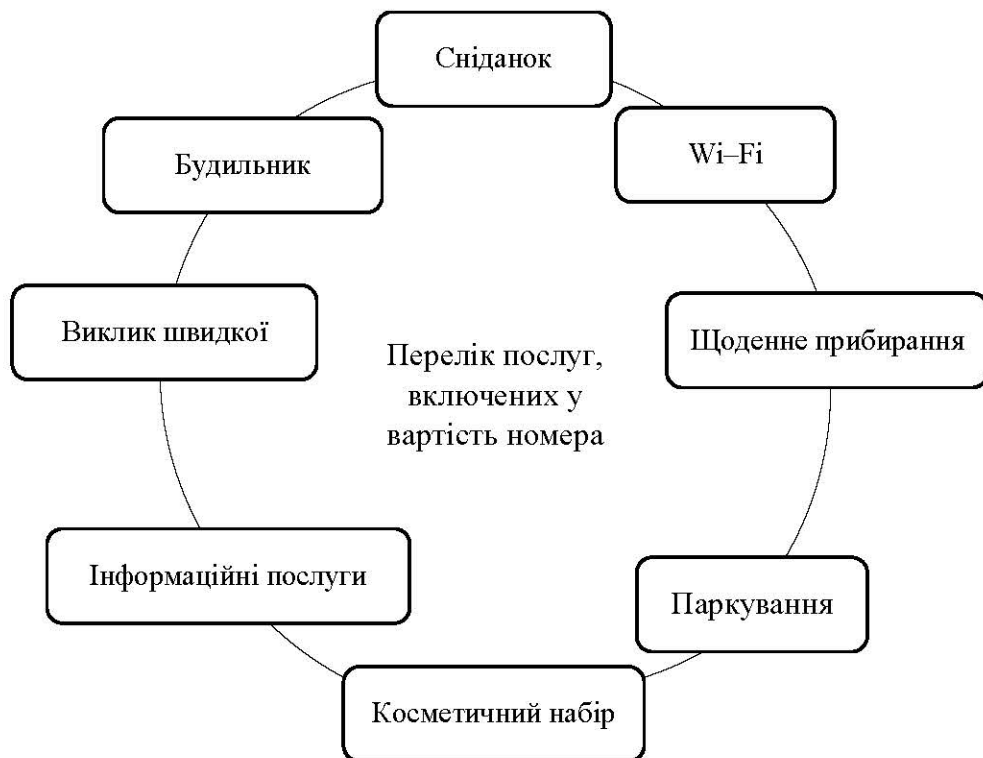 Сніданок
Wi–Fi
Будильник
Виклик швидкої
Щоденне прибирання
Перелік послуг,
включених у
вартість номера
Інформаційні послуги
Паркування
Косметичний набір